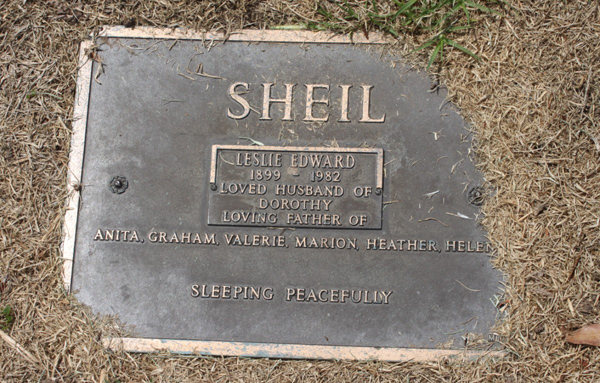 SHEIL
LESLIE EDWARD
1899 - 1982
LOVED HUSBAND OF
DOROTHY
LOVING FATHER OF
ANITA, GRAHAM, VALERIE, MARION, HEATHER, HELEN
SLEEPING PEACEFULLY